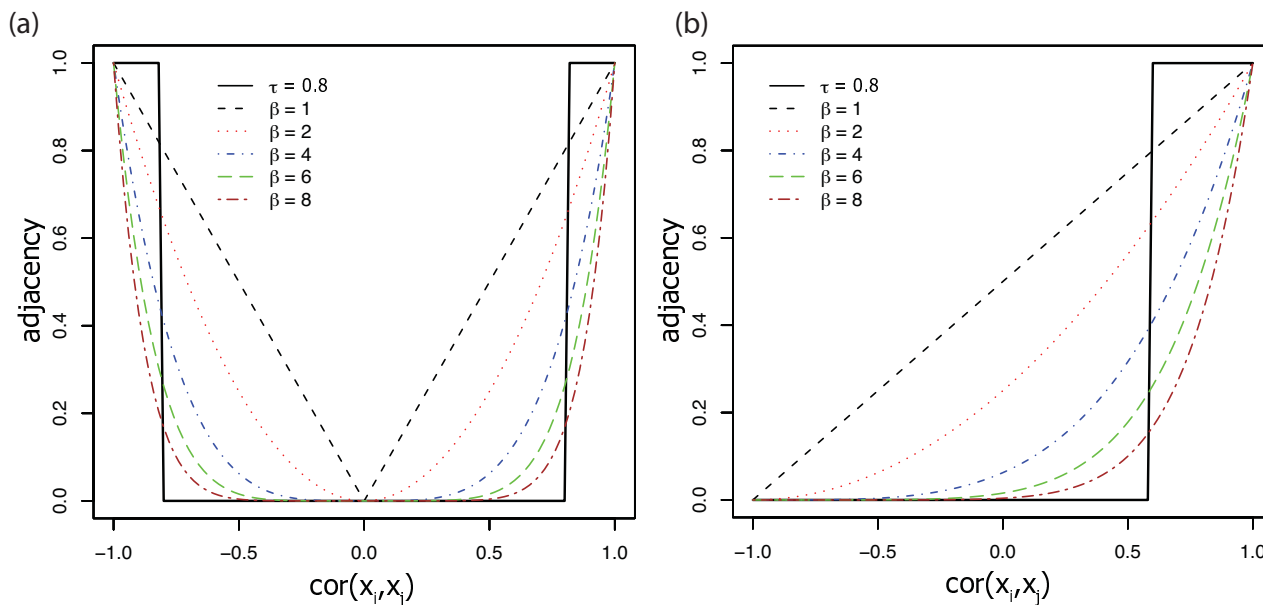 (a)
adjacency
1.0
0.8
0.6
0.4
0.2
0.0
τ = 0.8
β = 1
β = 2
β = 4
β = 6
β = 8
−1.0 −0.5 0.0 0.5 1.0
cor(xi,xj)
(b)
adjacency
1.0
0.8
0.6
0.4
0.2
0.0
τ = 0.8
β = 1
β = 2
β = 4
β = 6
β = 8
−1.0 −0.5 0.0 0.5 1.0
cor(xi,xj)